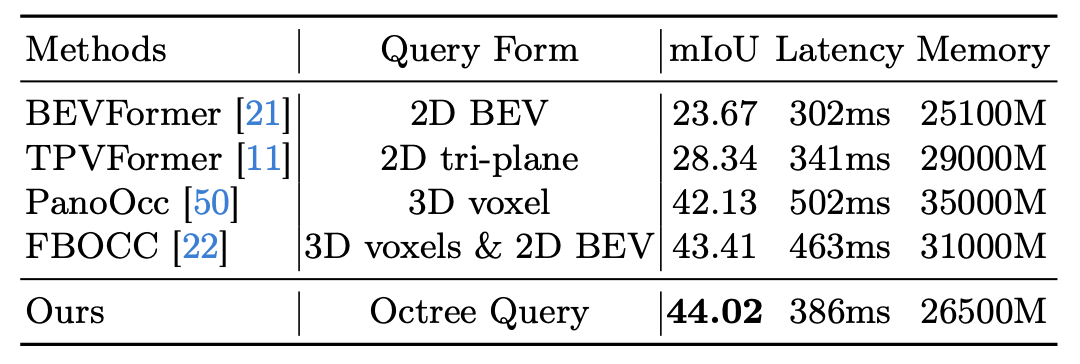 Methods Query Form mIoU Latency Memory
BEVFormer [21] 2D BEV 23.67 302ms 25100M
TPVFormer [11] 2D tri-plane 28.34 341ms 29000M
PanoOcc [50] 3D voxel 42.13 502ms 35000M
FBOCC [22] 3D voxels & 2D BEV 43.41 463ms 31000M
Ours Octree Query 44.02 386ms 26500M